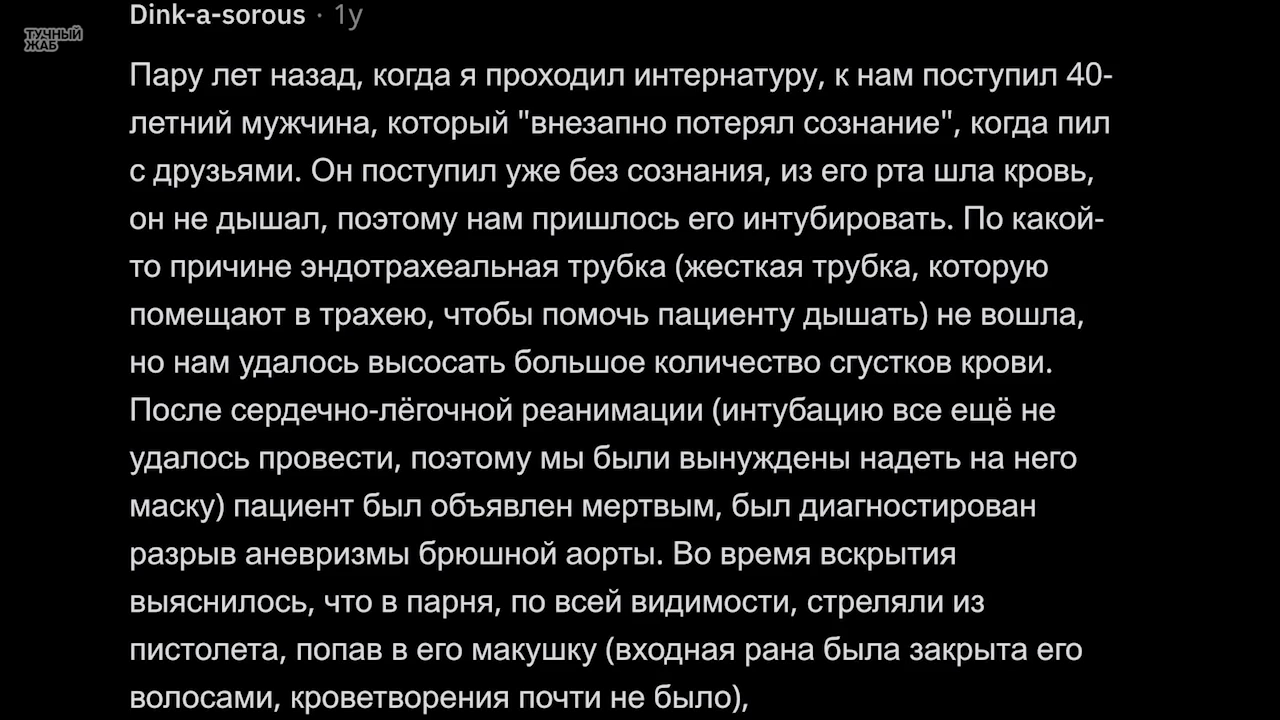 Dink-a-sorous · 1y
ТУЧНЫЙ
ЖАБ
Пару лет назад, когда я проходил интернатуру, к нам поступил 40-
летний мужчина, который "внезапно потерял сознание", когда пил
с друзьями. Он поступил уже без сознания, из его рта шла кровь,
он не дышал, поэтому нам пришлось его интубировать. По какой-
то причине эндотрахеальная трубка (жесткая трубка, которую
помещают в трахею, чтобы помочь пациенту дышать) не вошла,
но нам удалось высосать большое количество сгустков крови.
После сердечно-лёгочной реанимации (интубацию все ещё не
удалось провести, поэтому мы были вынуждены надеть на него
маску) пациент был объявлен мертвым, был диагностирован
разрыв аневризмы брюшной аорты. Во время вскрытия
выяснилось, что в парня, по всей видимости, стреляли из
пистолета, попав в его макушку (входная рана была закрыта его
волосами, кроветворения почти не было),